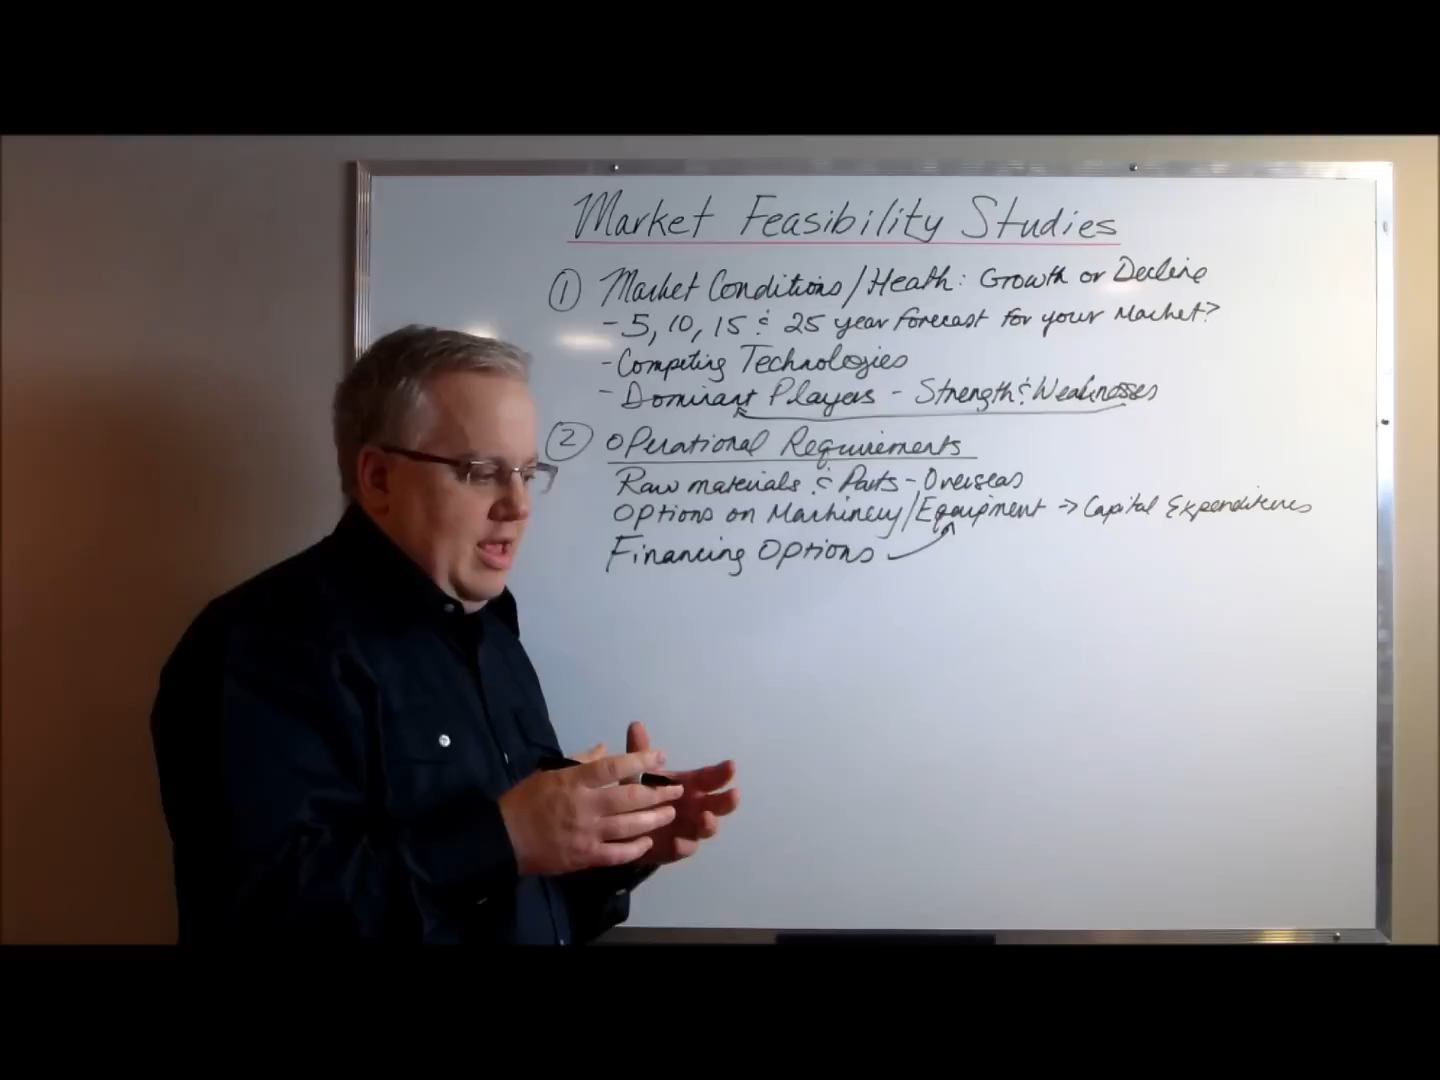 Market Feasibility Studies
① Market Conditions/Heath: Growth or Decline
- 5, 10, 15 & 25 year forecast for your Market?
- Competing Technologies
- Dominant Players - Strength & Weaknesses
② Operational Requirements
Raw materials & Parts - Overseas
Options on Machinery/Equipment → Capital Expenditures
Financing Options